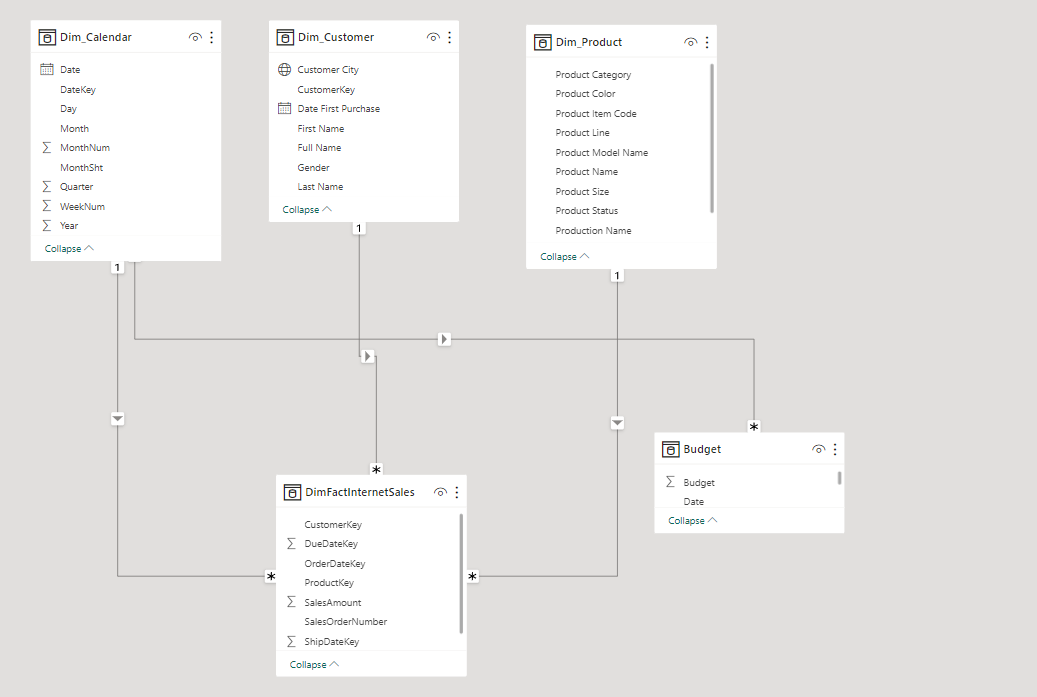 Dim_Calendar
Date
DateKey
Day
Month
MonthNum
MonthSht
Quarter
WeekNum
Year
Collapse
1
Dim_Customer
Customer City
CustomerKey
Date First Purchase
First Name
Full Name
Gender
Last Name
Collapse
1
Dim_Product
Product Category
Product Color
Product Item Code
Product Line
Product Model Name
Product Name
Product Size
Product Status
Production Name
Collapse
1
*
Budget
Budget
Date
Collapse
*
*
*
DimFactInternetSales
CustomerKey
DueDateKey
OrderDateKey
ProductKey
SalesAmount
SalesOrderNumber
ShipDateKey
Collapse